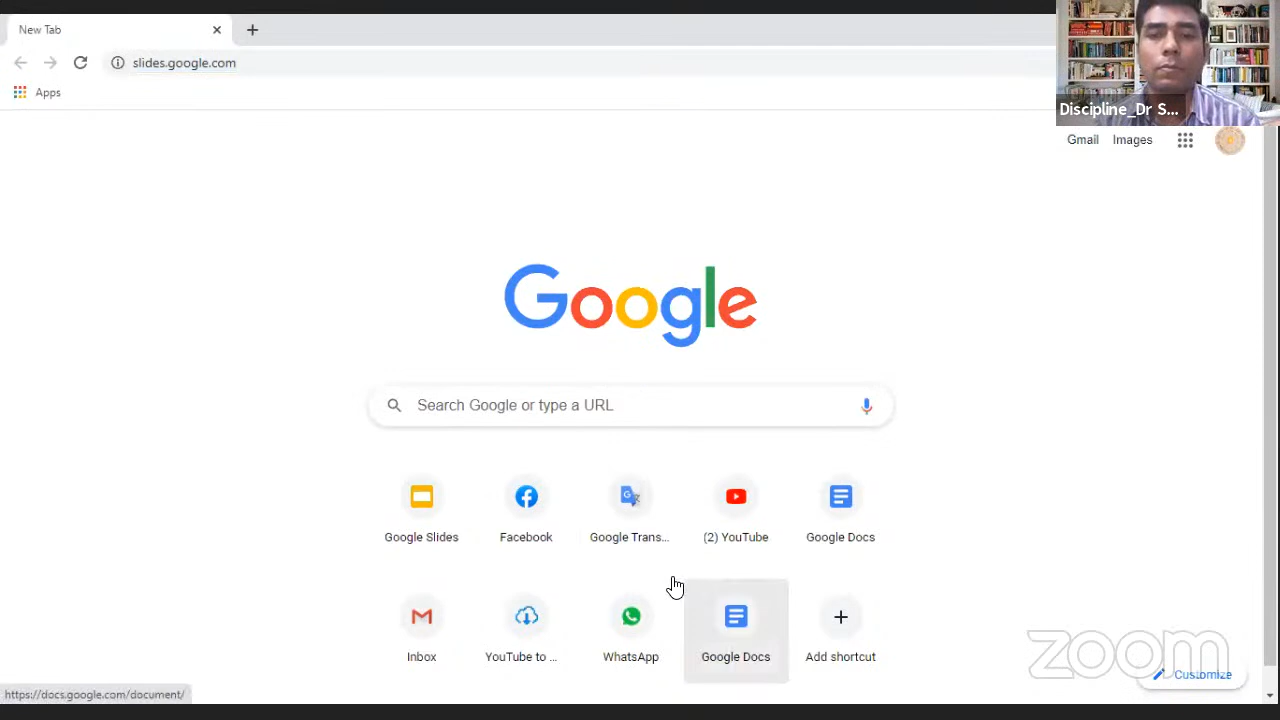 New Tab
slides.google.com
Apps
Discipline_Dr S...
Gmail Images
Google
Search Google or type a URL
Google Slides Facebook Google Trans... (2) YouTube Google Docs
Inbox YouTube to ... WhatsApp Google Docs Add shortcut
zoom
Customize
https://docs.google.com/document/